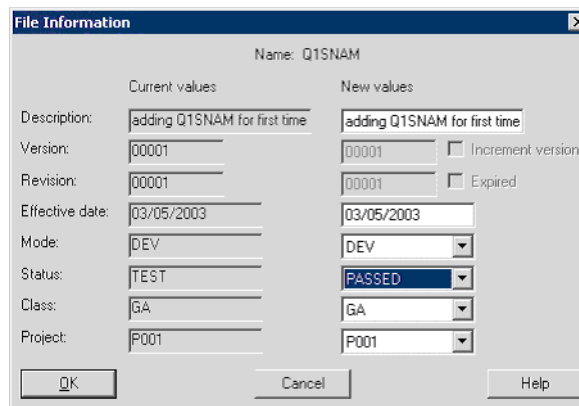 File Information
Name: Q1SNAM
Current values New values
Description: adding Q1SNAM for first time adding Q1SNAM for first time
Version: 00001 00001 Increment version
Revision: 00001 00001 Expired
Effective date: 03/05/2003 03/05/2003
Mode: DEV DEV
Status: TEST PASSED
Class: GA GA
Project: P001 P001
OK Cancel Help